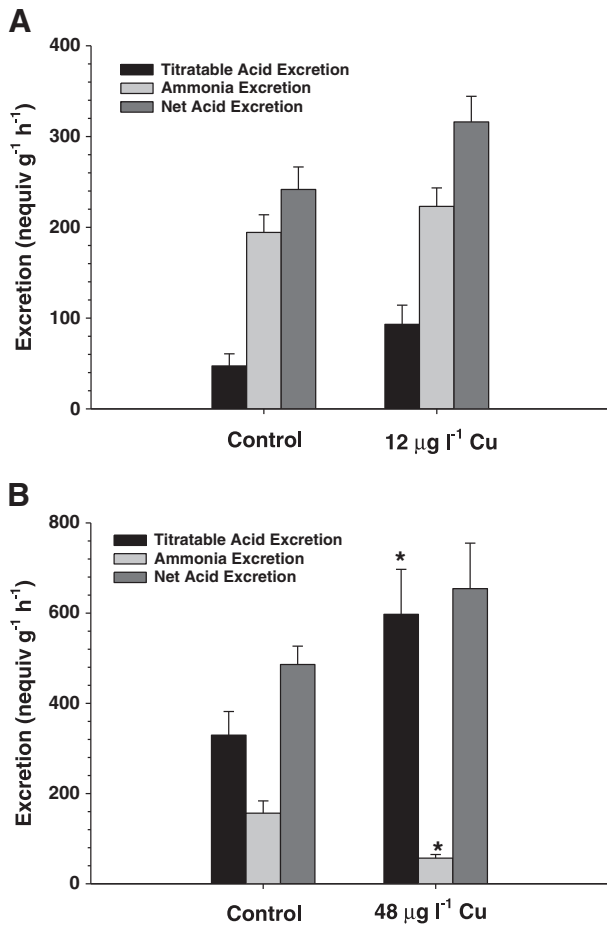 A
400
300
200
100
0
Excretion (nequiv g⁻¹ h⁻¹)
Titratable Acid Excretion
Ammonia Excretion
Net Acid Excretion
Control
12 µg l⁻¹ Cu
B
800
600
400
200
0
Excretion (nequiv g⁻¹ h⁻¹)
Titratable Acid Excretion
Ammonia Excretion
Net Acid Excretion
*
*
Control
48 µg l⁻¹ Cu